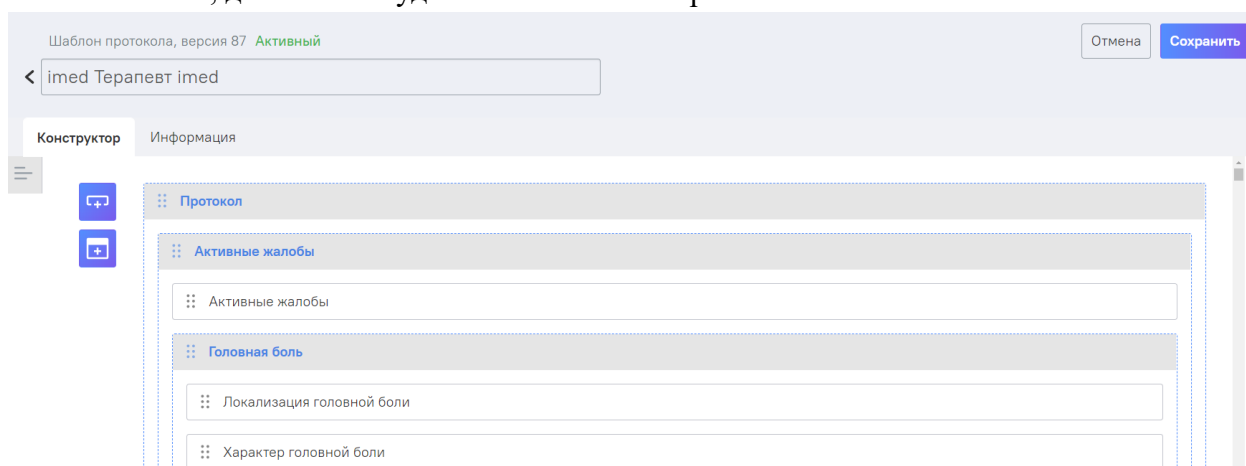 Шаблон протокола, версия 87 Активный
Отмена
Сохранить
imed Терапевт imed
Конструктор
Информация
Протокол
Активные жалобы
Активные жалобы
Головная боль
Локализация головной боли
Характер головной боли